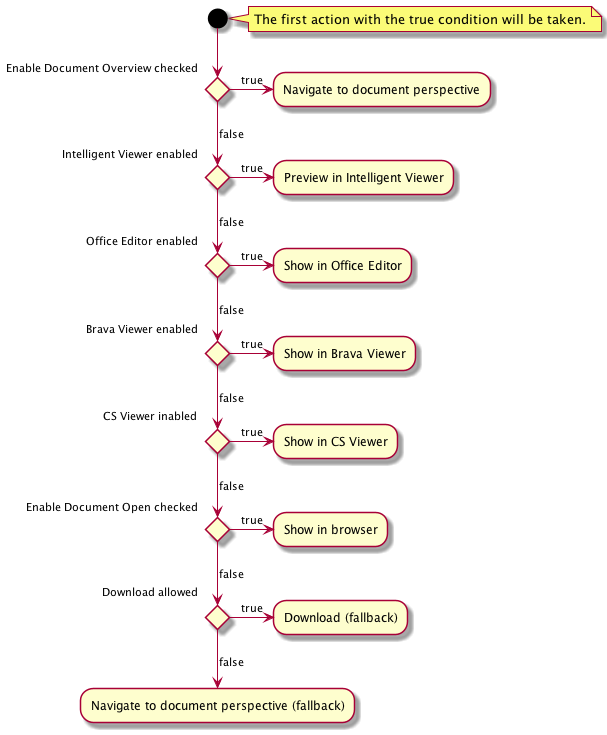 The first action with the true condition will be taken.
Enable Document Overview checked
true
Navigate to document perspective
false
Intelligent Viewer enabled
true
Preview in Intelligent Viewer
false
Office Editor enabled
true
Show in Office Editor
false
Brava Viewer enabled
true
Show in Brava Viewer
false
CS Viewer inabled
true
Show in CS Viewer
false
Enable Document Open checked
true
Show in browser
false
Download allowed
true
Download (fallback)
false
Navigate to document perspective (fallback)